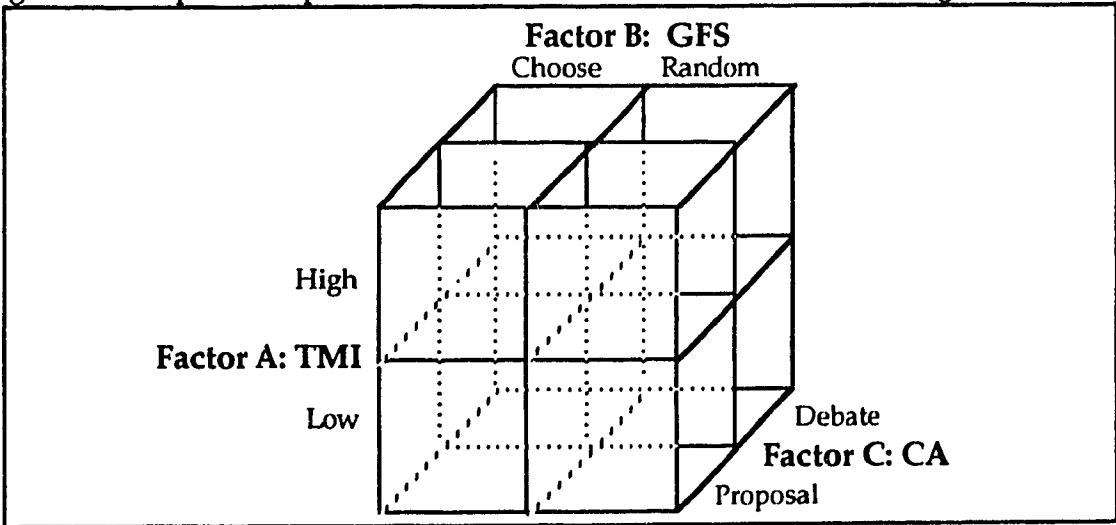 Factor B: GFS
Choose Random
High
Factor A: TMI
Low
Debate
Factor C: CA
Proposal